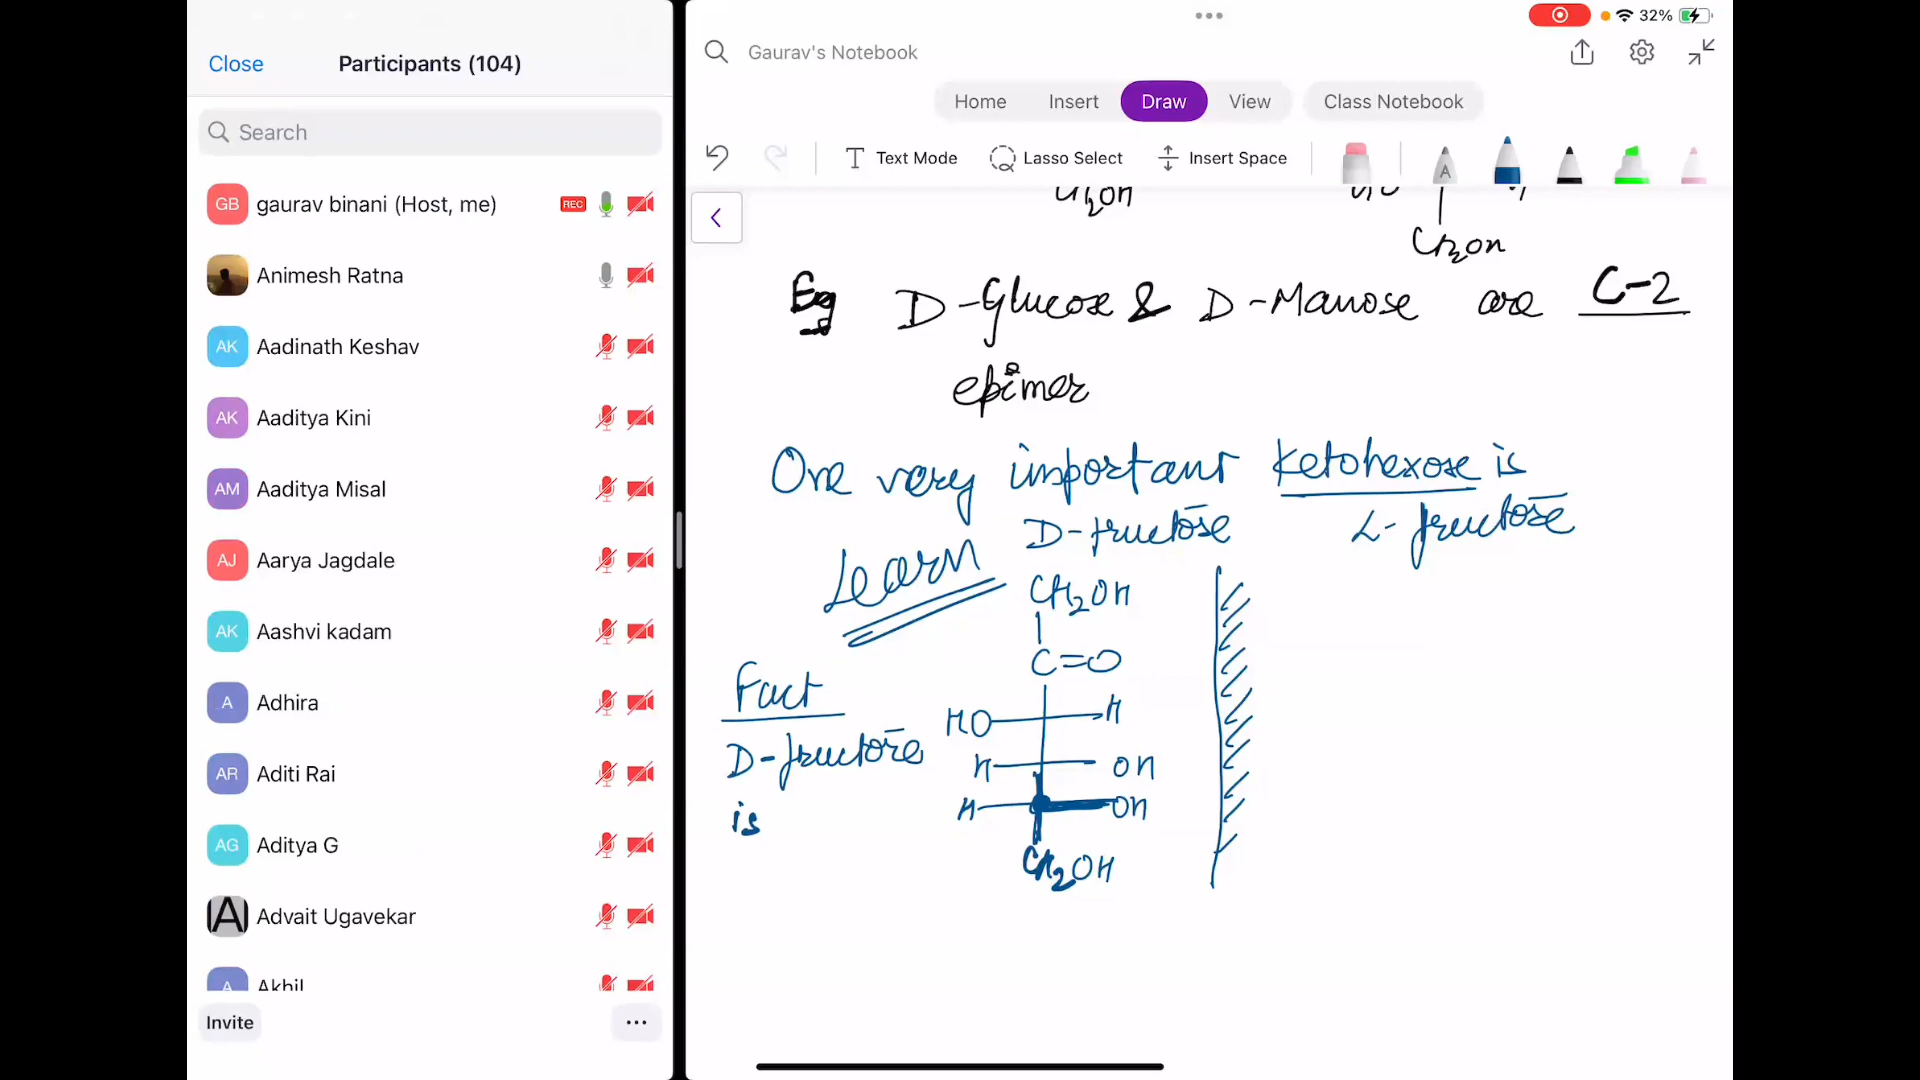 Close
Participants (104)
Search
GB gaurav binani (Host, me) REC
Animesh Ratna
AK Aadinath Keshav
AK Aaditya Kini
AM Aaditya Misal
AJ Aarya Jagdale
AK Aashvi kadam
A Adhira
AR Aditi Rai
AG Aditya G
A Advait Ugavekar
A Akhil
Invite
32%
Gaurav's Notebook
Home Insert Draw View Class Notebook
Text Mode Lasso Select Insert Space
CH2OH
CH2OH
Eg D-Glucose & D-Manose are C-2
epimer
One very important Ketohexose is
D-fructose L-fructose
Learn
CH2OH
C=O
Fact
HO H
D-fructose
H OH
H OH
is
CH2OH